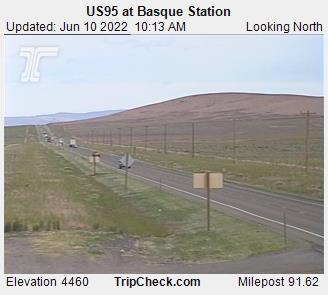 US95 at Basque Station
Updated: Jun 10 2022 10:13 AM Looking North
Elevation 4460 TripCheck.com Milepost 91.62